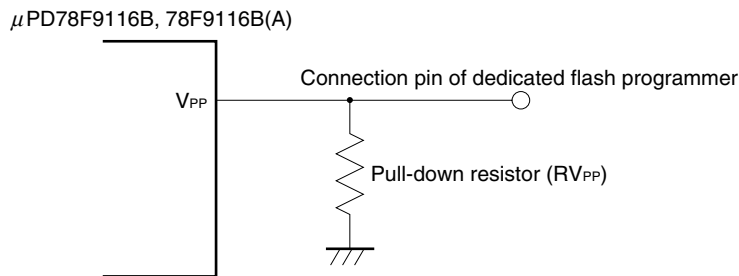 μPD78F9116B, 78F9116B(A)
Connection pin of dedicated flash programmer
VPP
Pull-down resistor (RVPP)